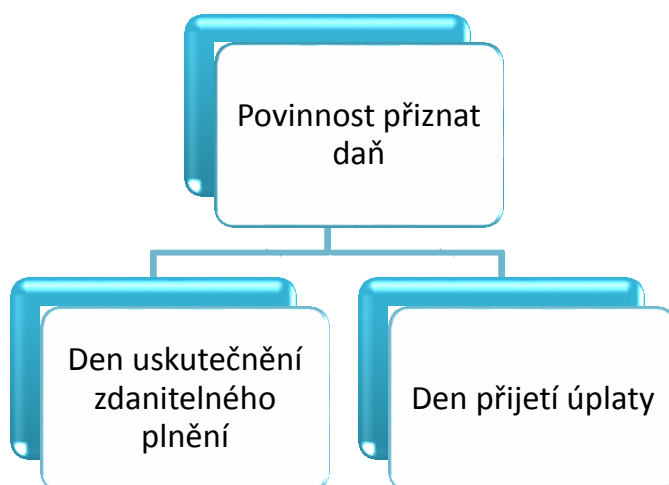 Povinnost přiznat
daň
Den uskutečnění
zdanitelného
plnění
Den přijetí úplaty